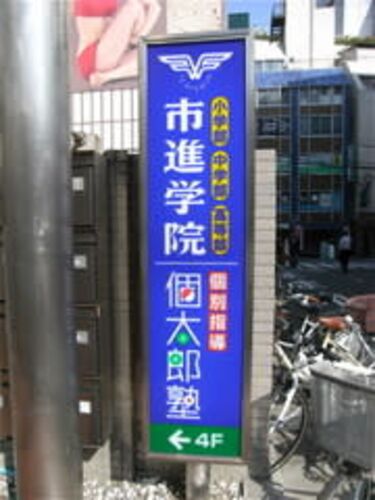 小学部 中学部 高等部
市進学院
個別指導
個太郎塾
← 4F